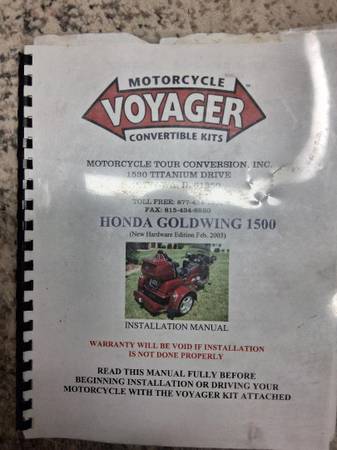 MOTORCYCLE
VOYAGER
CONVERTIBLE KITS
MOTORCYCLE TOUR CONVERSION, INC.
1530 TITANIUM DRIVE
TOLL FREE: 877-
FAX: 815-434-
HONDA GOLDWING 1500
(New Hardware Edition Feb. 2003)
INSTALLATION MANUAL
WARRANTY WILL BE VOID IF INSTALLATION
IS NOT DONE PROPERLY
READ THIS MANUAL FULLY BEFORE
BEGINNING INSTALLATION OR DRIVING YOUR
MOTORCYCLE WITH THE VOYAGER KIT ATTACHED